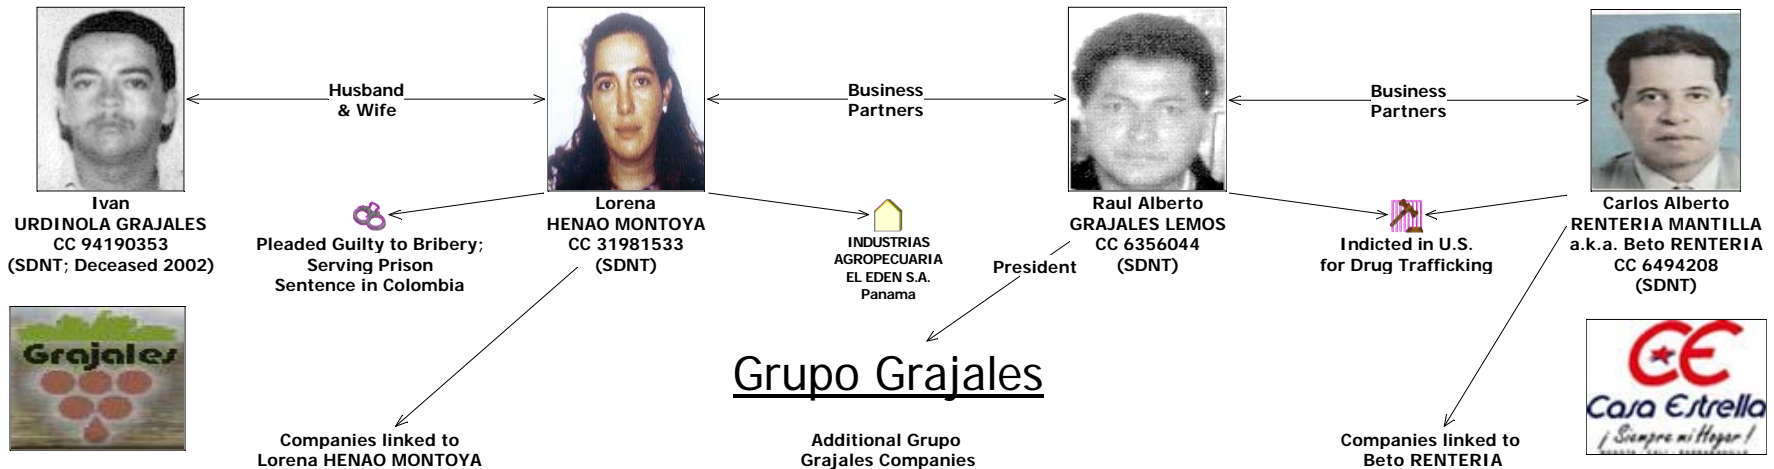 Husband
& Wife
Business
Partners
Business
Partners
Ivan
URDINOLA GRAJALES
CC 94190353
(SDNT; Deceased 2002)
Pleaded Guilty to Bribery;
Serving Prison
Sentence in Colombia
Lorena
HENAO MONTOYA
CC 31981533
(SDNT)
INDUSTRIAS
AGROPECUARIA
EL EDEN S.A.
Panama
President
Raul Alberto
GRAJALES LEMOS
CC 6356044
(SDNT)
Indicted in U.S.
for Drug Trafficking
Carlos Alberto
RENTERIA MANTILLA
a.k.a. Beto RENTERIA
CC 6494208
(SDNT)
Grajales
Grupo Grajales
CE
Casa Estrella
¡ Siempre mi Hogar !
Companies linked to
Lorena HENAO MONTOYA
Additional Grupo
Grajales Companies
Companies linked to
Beto RENTERIA